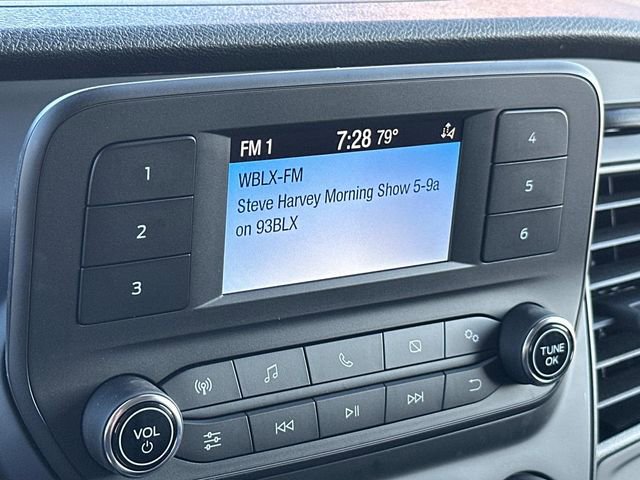 FM 1 7:28 79°
WBLX-FM
Steve Harvey Morning Show 5-9a
on 93BLX
1
2
3
4
5
6
VOL
TUNE
OK